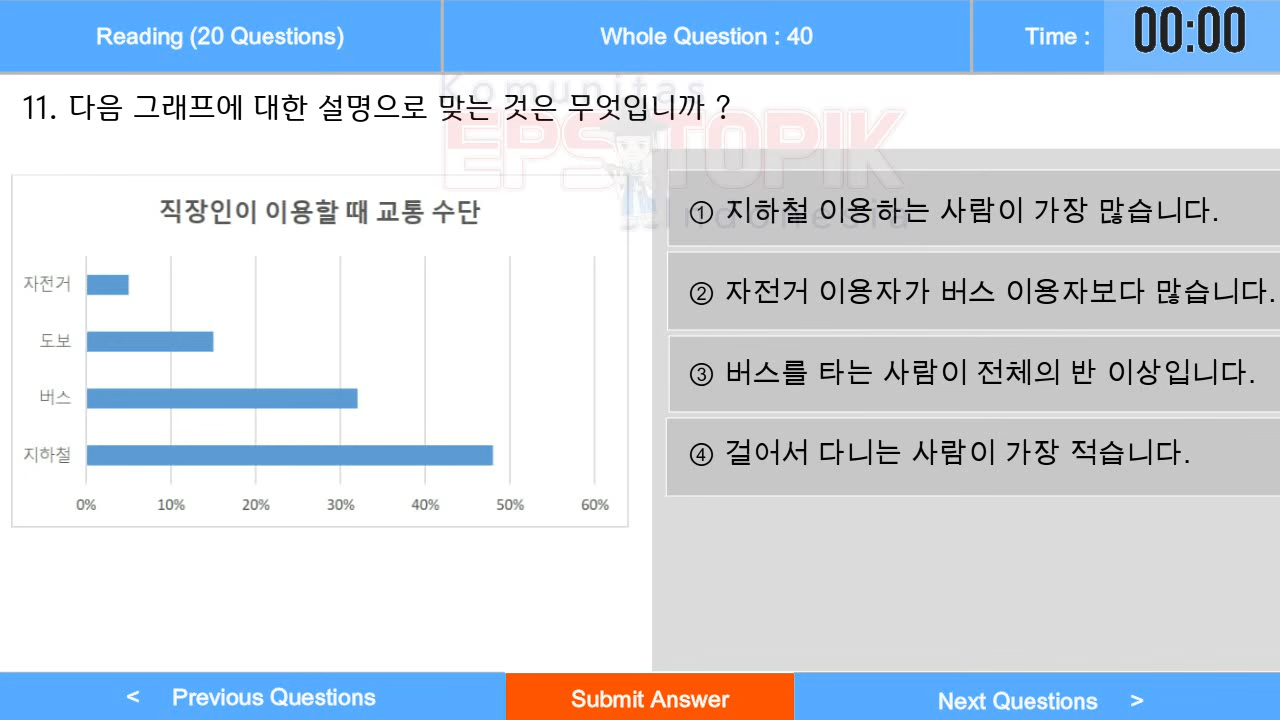 Reading (20 Questions)
Whole Question : 40
Time :
00:00
Komunitas
EPS TOPIK
Indonesia
11. 다음 그래프에 대한 설명으로 맞는 것은 무엇입니까 ?
직장인이 이용할 때 교통 수단
자전거
도보
버스
지하철
0% 10% 20% 30% 40% 50% 60%
① 지하철 이용하는 사람이 가장 많습니다.
② 자전거 이용자가 버스 이용자보다 많습니다.
③ 버스를 타는 사람이 전체의 반 이상입니다.
④ 걸어서 다니는 사람이 가장 적습니다.
< Previous Questions
Submit Answer
Next Questions >